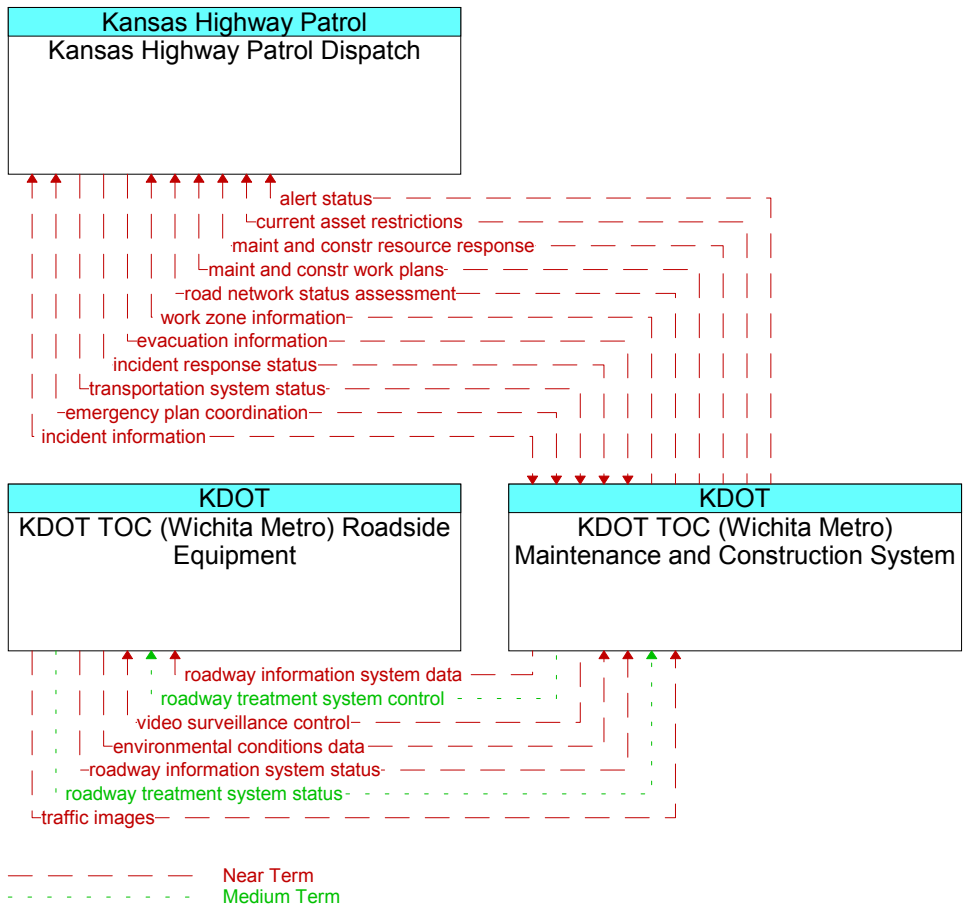 Kansas Highway Patrol
Kansas Highway Patrol Dispatch
alert status
current asset restrictions
maint and constr resource response
maint and constr work plans
road network status assessment
work zone information
evacuation information
incident response status
transportation system status
emergency plan coordination
incident information
KDOT
KDOT TOC (Wichita Metro) Roadside
Equipment
KDOT
KDOT TOC (Wichita Metro)
Maintenance and Construction System
roadway information system data
roadway treatment system control
video surveillance control
environmental conditions data
roadway information system status
roadway treatment system status
traffic images
Near Term
Medium Term